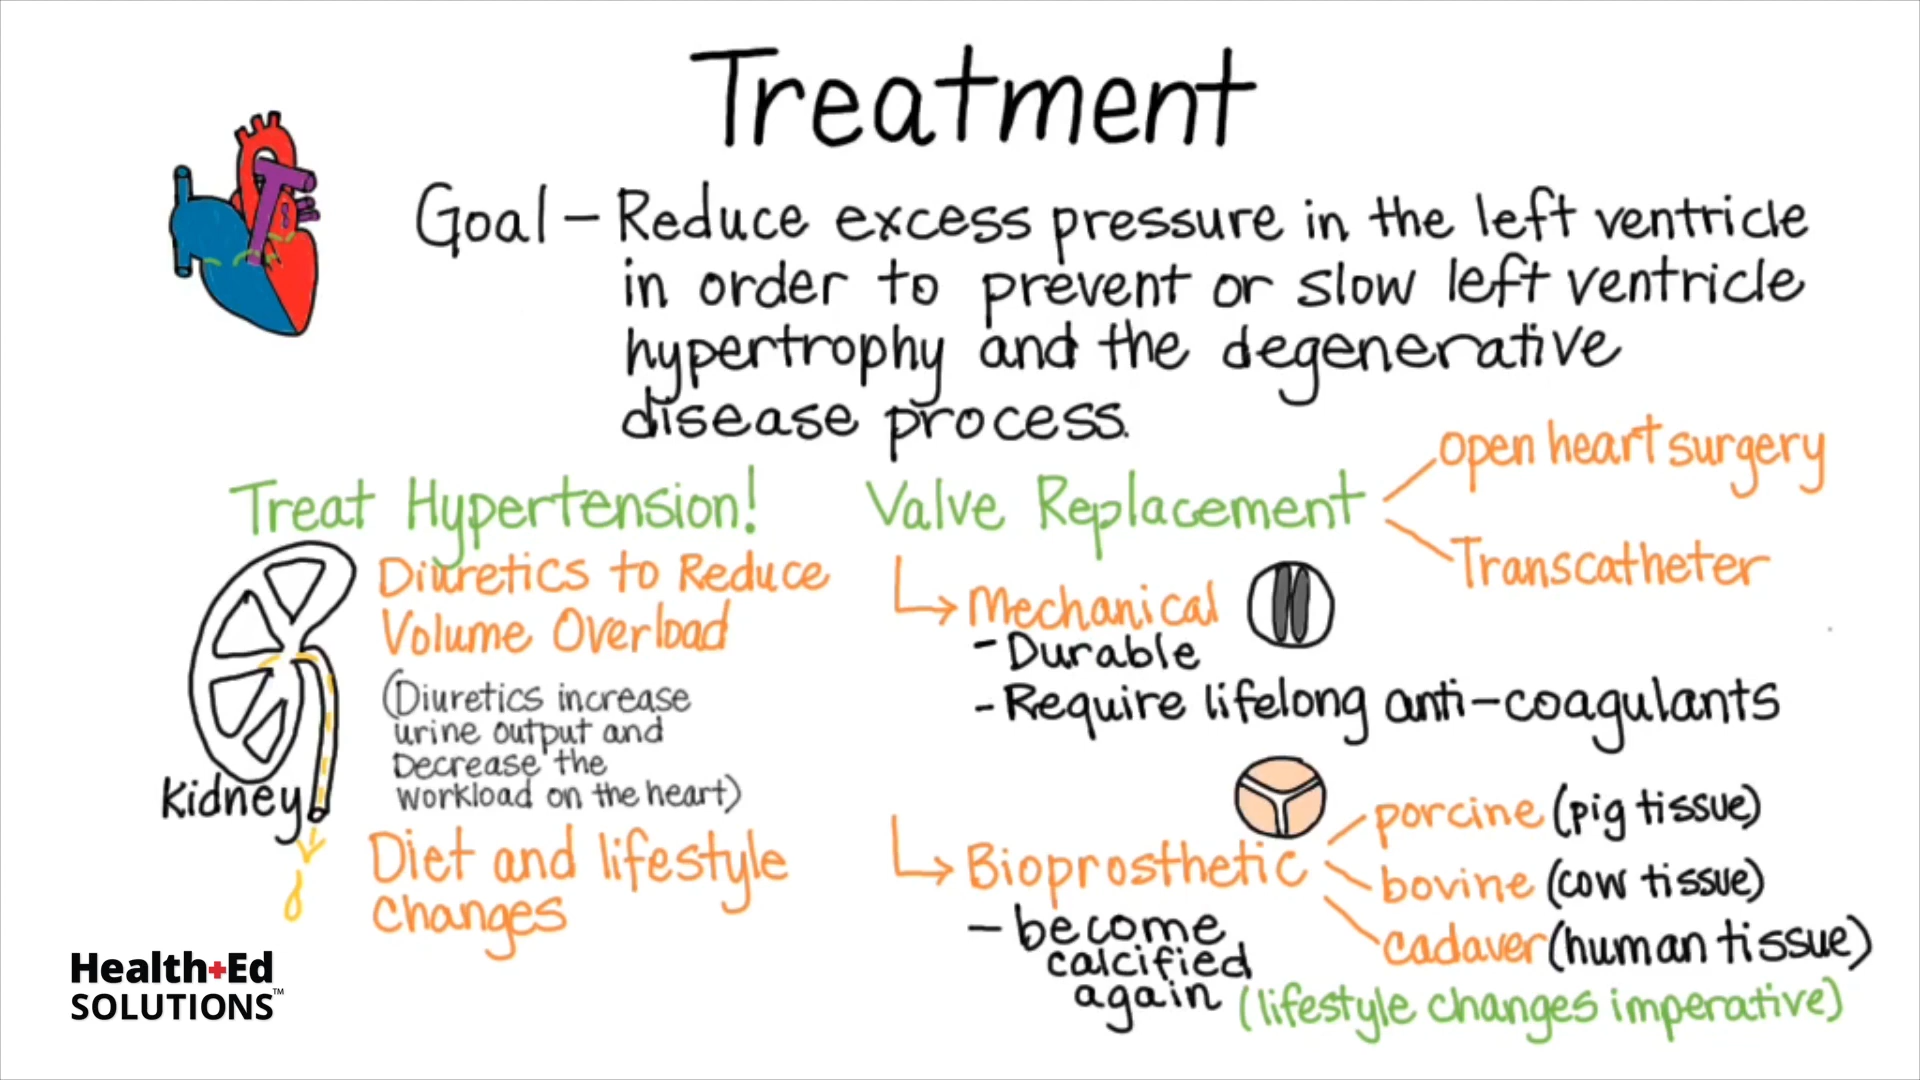 Treatment
Goal – Reduce excess pressure in the left ventricle
in order to prevent or slow left ventricle
hypertrophy and the degenerative
disease process.
Treat Hypertension!
Diuretics to Reduce
Volume Overload
(Diuretics increase
urine output and
Decrease the
workload on the heart)
Kidney
Diet and lifestyle
Changes
Valve Replacement
open heart surgery
Transcatheter
Mechanical
- Durable
- Require lifelong anti-coagulants
Bioprosthetic
porcine (pig tissue)
bovine (cow tissue)
cadaver (human tissue)
- become
calcified
again (lifestyle changes imperative)
Health+Ed
SOLUTIONS™